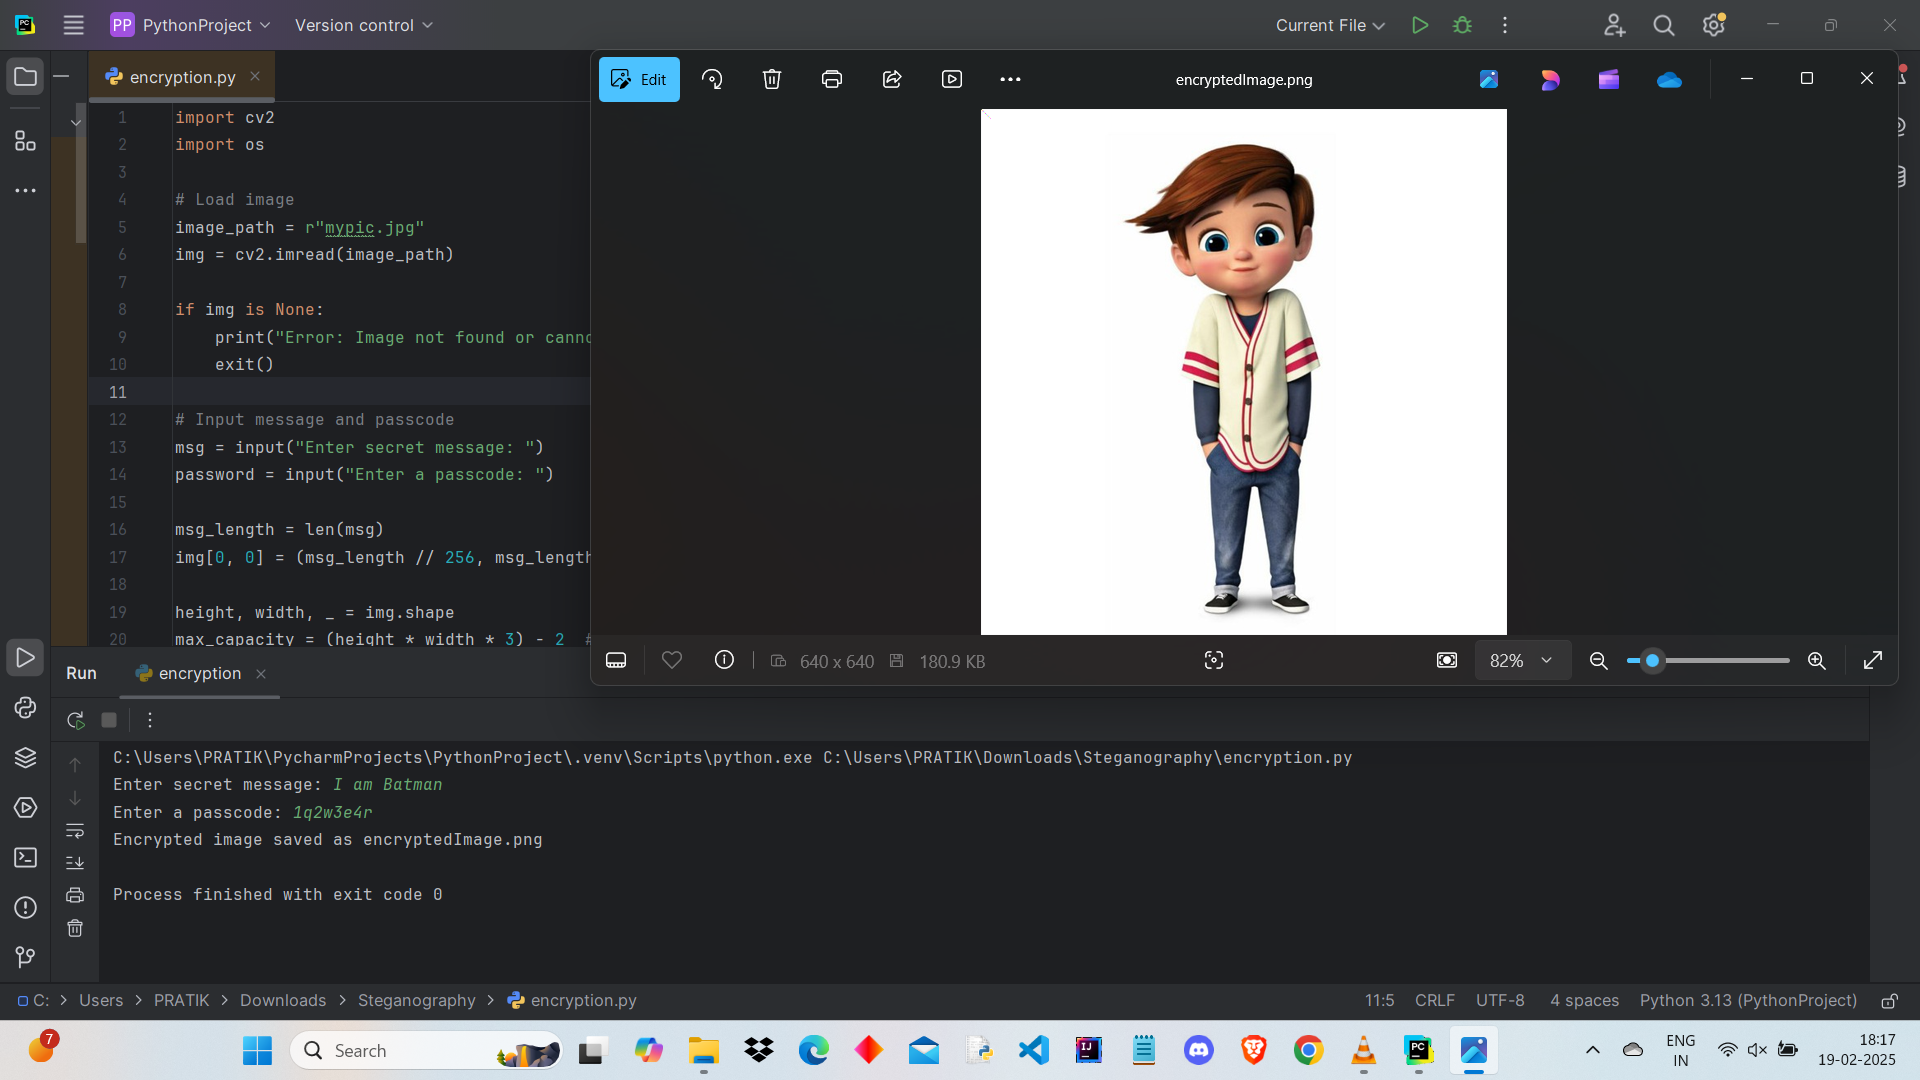 PP PythonProject
Version control
Current File
encryption.py
1 import cv2
2 import os
3
4 # Load image
5 image_path = r"mypic.jpg"
6 img = cv2.imread(image_path)
7
8 if img is None:
9 print("Error: Image not found or canno
10 exit()
11
12 # Input message and passcode
13 msg = input("Enter secret message: ")
14 password = input("Enter a passcode: ")
15
16 msg_length = len(msg)
17 img[0, 0] = (msg_length // 256, msg_length
18
19 height, width, _ = img.shape
20 max_capacity = (height * width * 3) - 2 #
Edit
encryptedImage.png
640 x 640
180.9 KB
82%
Run
encryption
C:\Users\PRATIK\PycharmProjects\PythonProject\.venv\Scripts\python.exe C:\Users\PRATIK\Downloads\Steganography\encryption.py
Enter secret message: I am Batman
Enter a passcode: 1q2w3e4r
Encrypted image saved as encryptedImage.png
Process finished with exit code 0
C: > Users > PRATIK > Downloads > Steganography > encryption.py
11:5 CRLF UTF-8 4 spaces Python 3.13 (PythonProject)
7
Search
PC
ENG
IN
18:17
19-02-2025